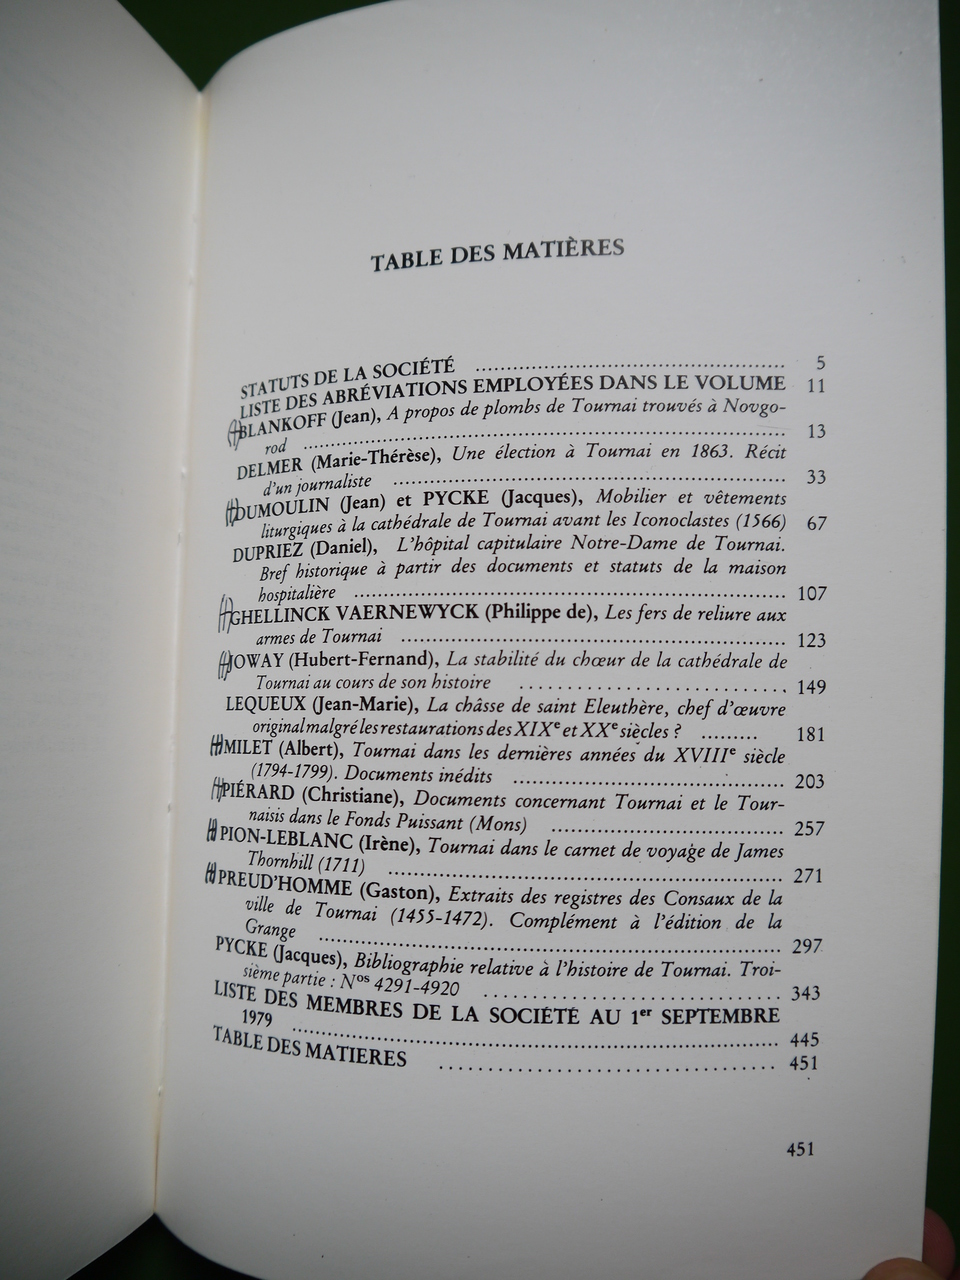 TABLE DES MATIÈRES
STATUTS DE LA SOCIÉTÉ ........ 5
LISTE DES ABRÉVIATIONS EMPLOYÉES DANS LE VOLUME 11
BLANKOFF (Jean), A propos de plombs de Tournai trouvés à Novgo-
rod ........ 13
DELMER (Marie-Thérèse), Une élection à Tournai en 1863. Récit
d'un journaliste ........ 33
DUMOULIN (Jean) et PYCKE (Jacques), Mobilier et vêtements
liturgiques à la cathédrale de Tournai avant les Iconoclastes (1566) 67
DUPRIEZ (Daniel), L'hôpital capitulaire Notre-Dame de Tournai.
Bref historique à partir des documents et statuts de la maison
hospitalière ........ 107
GHELLINCK VAERNEWYCK (Philippe de), Les fers de reliure aux
armes de Tournai ........ 123
JOWAY (Hubert-Fernand), La stabilité du chœur de la cathédrale de
Tournai au cours de son histoire ........ 149
LEQUEUX (Jean-Marie), La châsse de saint Eleuthère, chef d'œuvre
original malgré les restaurations des XIXe et XXe siècles ? ........ 181
MILET (Albert), Tournai dans les dernières années du XVIIIe siècle
(1794-1799). Documents inédits ........ 203
PIÉRARD (Christiane), Documents concernant Tournai et le Tour-
naisis dans le Fonds Puissant (Mons) ........ 257
PION-LEBLANC (Irène), Tournai dans le carnet de voyage de James
Thornhill (1711) ........ 271
PREUD'HOMME (Gaston), Extraits des registres des Consaux de la
ville de Tournai (1455-1472). Complément à l'édition de la
Grange ........ 297
PYCKE (Jacques), Bibliographie relative à l'histoire de Tournai. Troi-
sième partie : Nos 4291-4920 ........ 343
LISTE DES MEMBRES DE LA SOCIÉTÉ AU 1er SEPTEMBRE
1979 ........ 445
TABLE DES MATIERES ........ 451
451